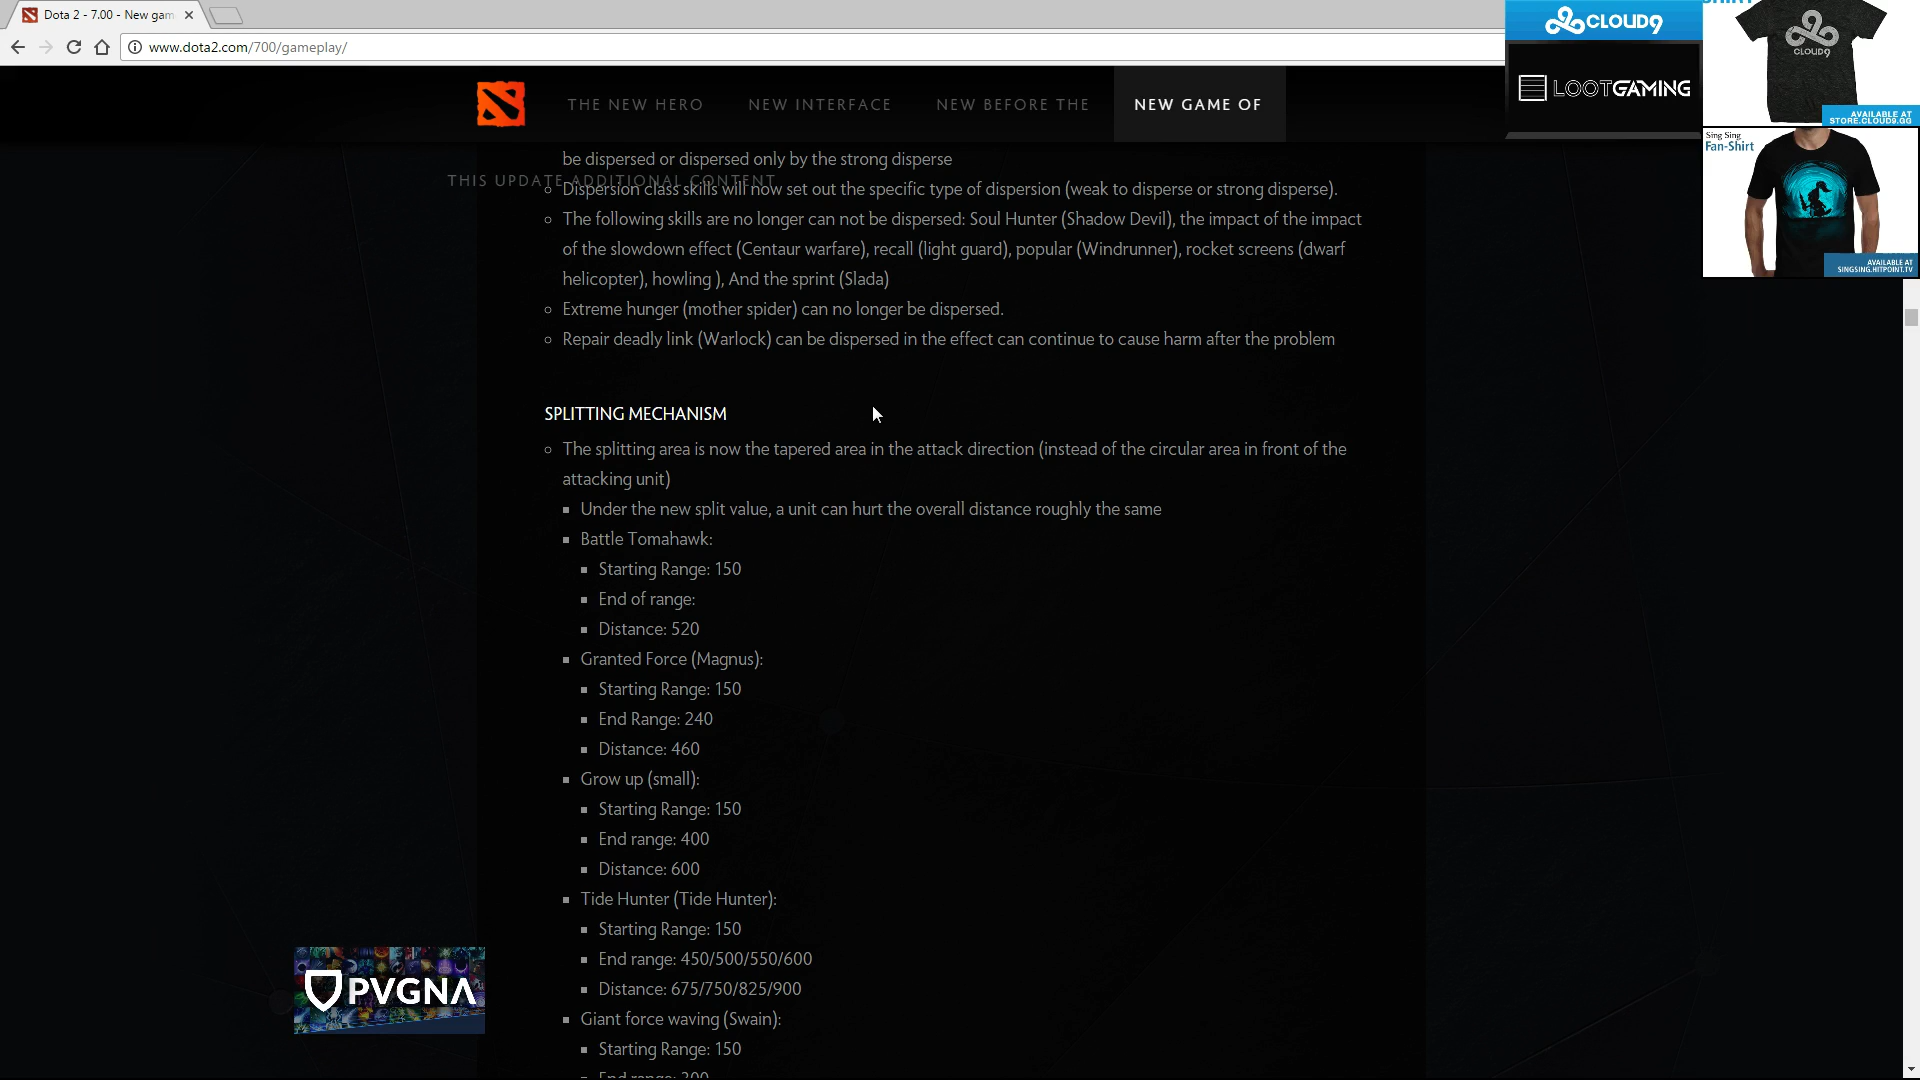 Dota 2 - 7.00 - New gam
www.dota2.com/700/gameplay/
THE NEW HERO
NEW INTERFACE
NEW BEFORE THE
NEW GAME OF
THIS UPDATE ADDITIONAL CONTENT
be dispersed or dispersed only by the strong disperse
Dispersion class skills will now set out the specific type of dispersion (weak to disperse or strong disperse).
The following skills are no longer can not be dispersed: Soul Hunter (Shadow Devil), the impact of the impact
of the slowdown effect (Centaur warfare), recall (light guard), popular (Windrunner), rocket screens (dwarf
helicopter), howling ), And the sprint (Slada)
Extreme hunger (mother spider) can no longer be dispersed.
Repair deadly link (Warlock) can be dispersed in the effect can continue to cause harm after the problem
SPLITTING MECHANISM
The splitting area is now the tapered area in the attack direction (instead of the circular area in front of the
attacking unit)
Under the new split value, a unit can hurt the overall distance roughly the same
Battle Tomahawk:
Starting Range: 150
End of range:
Distance: 520
Granted Force (Magnus):
Starting Range: 150
End Range: 240
Distance: 460
Grow up (small):
Starting Range: 150
End range: 400
Distance: 600
Tide Hunter (Tide Hunter):
Starting Range: 150
End range: 450/500/550/600
Distance: 675/750/825/900
Giant force waving (Swain):
Starting Range: 150
End range: 300
CLOUD9
LOOTGAMING
CLOUD9
AVAILABLE AT
STORE.CLOUD9.GG
Sing Sing
Fan-Shirt
AVAILABLE AT
SINGSING.HITPOINT.TV
PVGNA